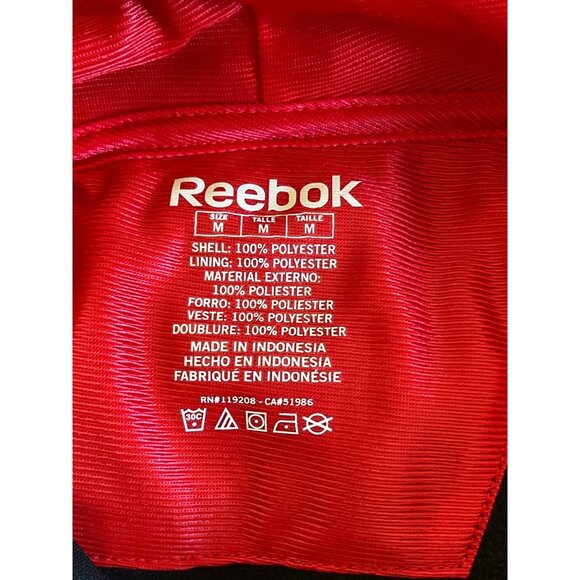 Reebok
SIZE TALLE TAILLE
M M M
SHELL: 100% POLYESTER
LINING: 100% POLYESTER
MATERIAL EXTERNO:
100% POLIESTER
FORRO: 100% POLIESTER
VESTE: 100% POLYESTER
DOUBLURE: 100% POLYESTER
MADE IN INDONESIA
HECHO EN INDONESIA
FABRIQUÉ EN INDONÉSIE
RN#119208 - CA#51986
30C